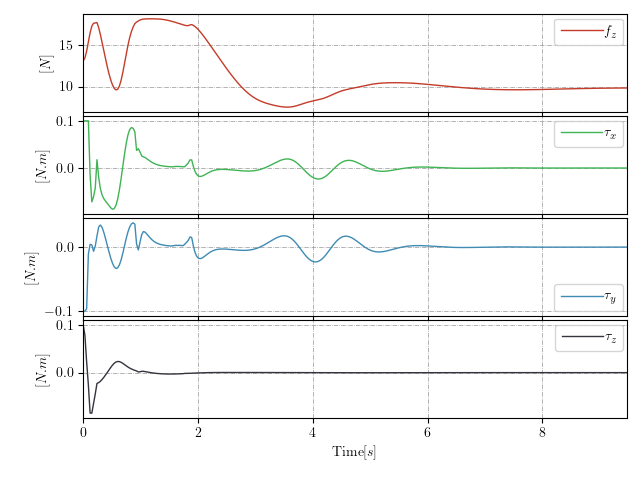 [N]
15
10
f_z
[N.m]
0.1
0.0
τ_x
[N.m]
0.0
−0.1
τ_y
[N.m]
0.1
0.0
τ_z
0 2 4 6 8
Time[s]